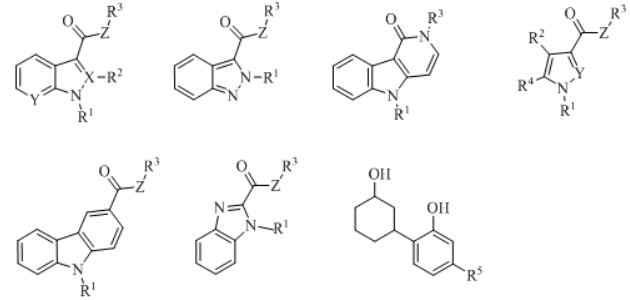 R³ R³ R³
O Z O Z O N R³ O Z
R² R⁴ X R² N R¹ N Y
Y N R¹ N N R¹ N R¹
R³ R³
O Z O Z OH
N OH
N R¹ N R¹ R⁵